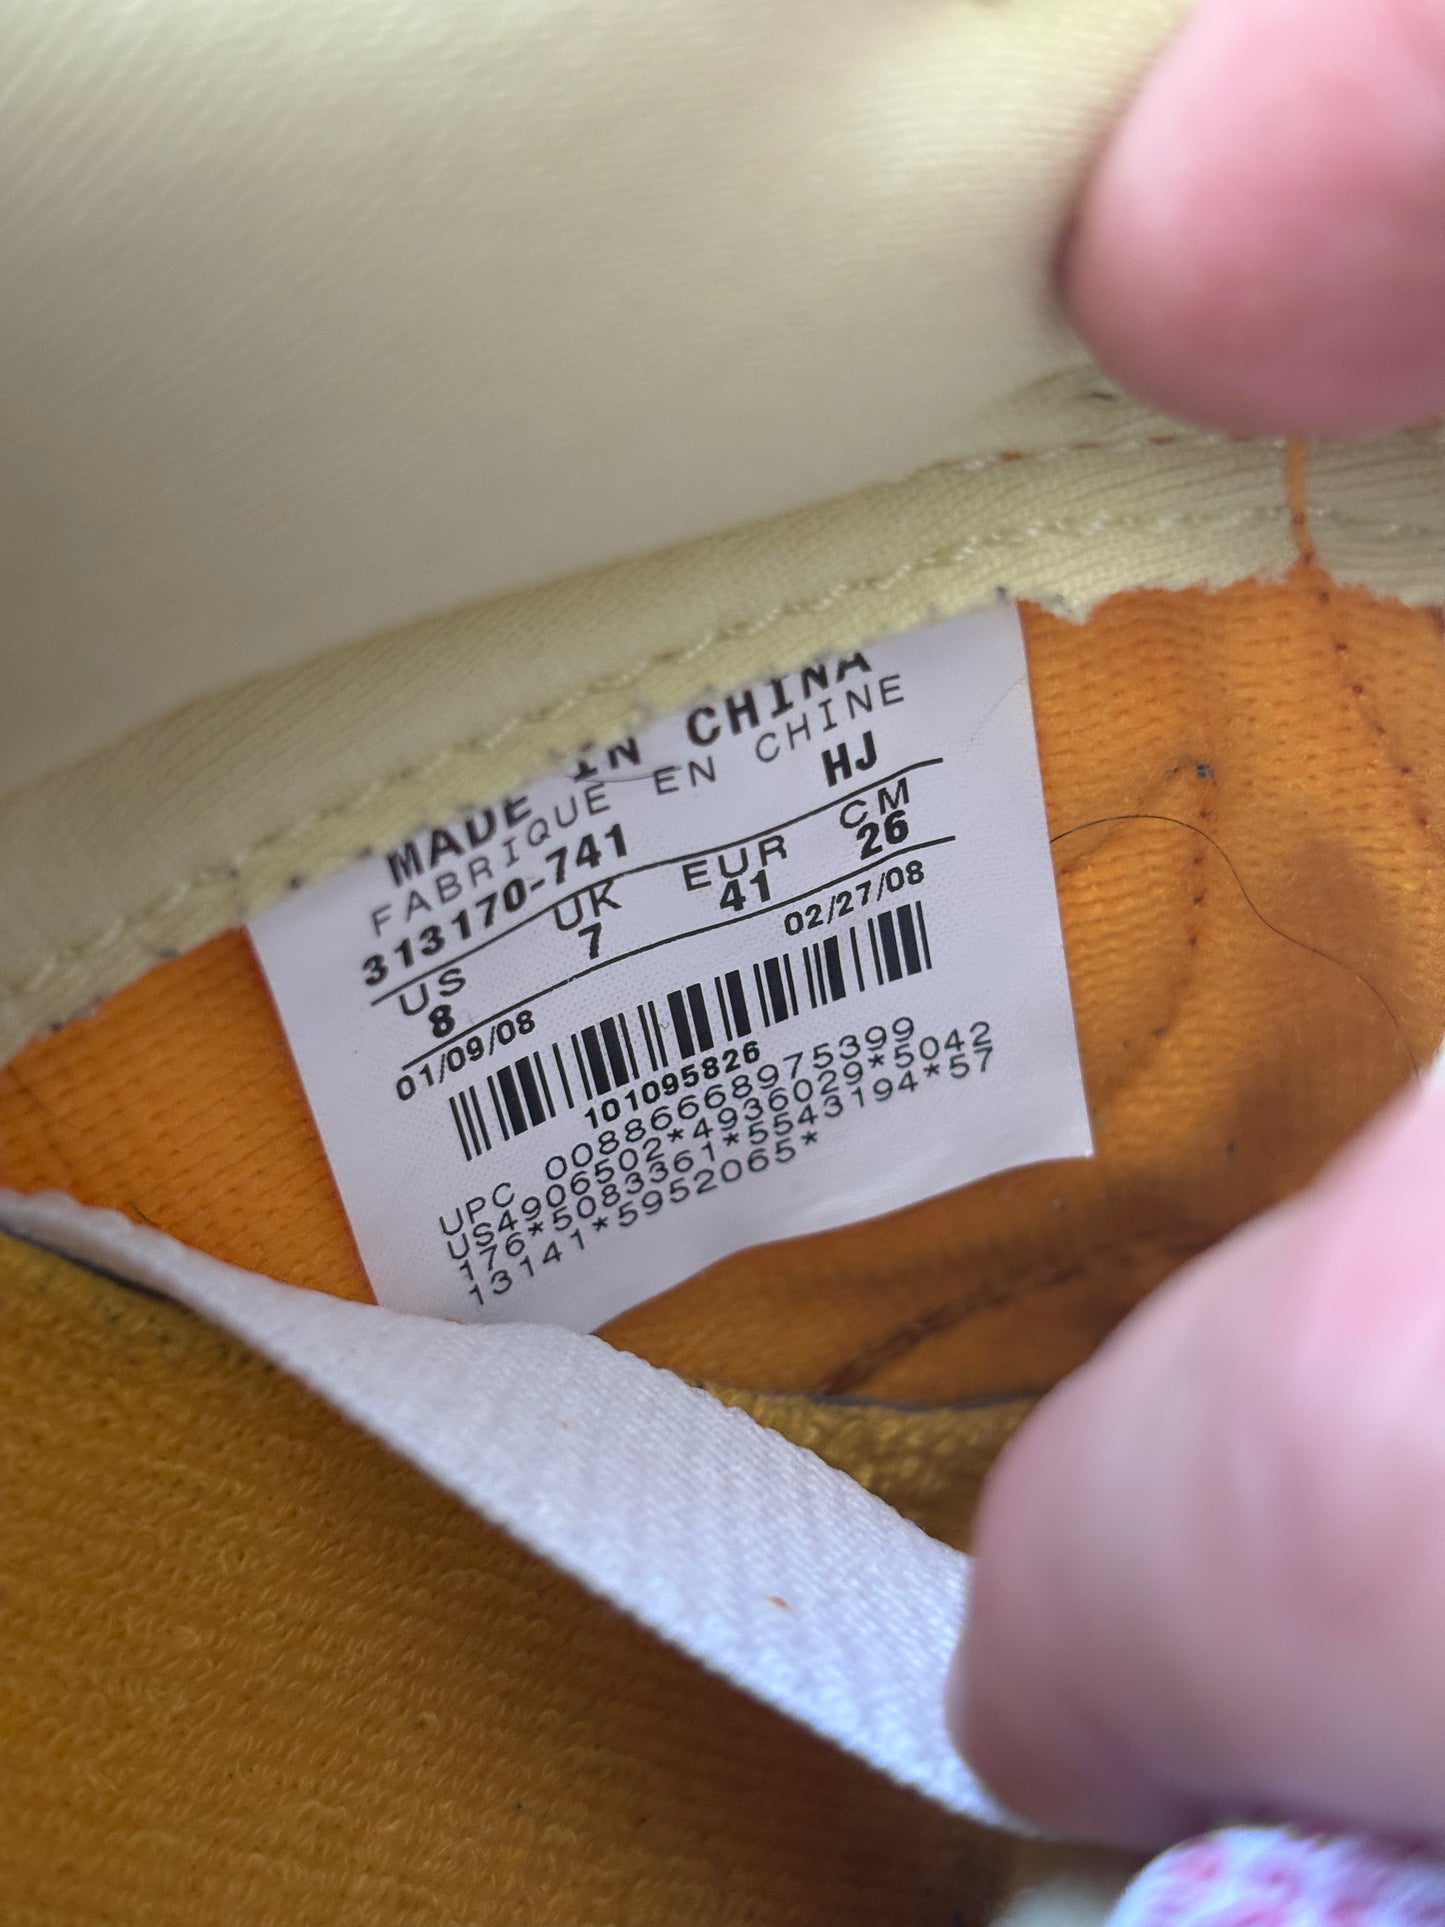 MADE IN CHINA
FABRIQUE EN CHINE
313170-741 HJ
US UK EUR CM
8 7 41 26
01/09/08 02/27/08
101095826
UPC 00886668975399
US4906502*4936029*5042
176*5083361*5543194*57
13141*5952065*